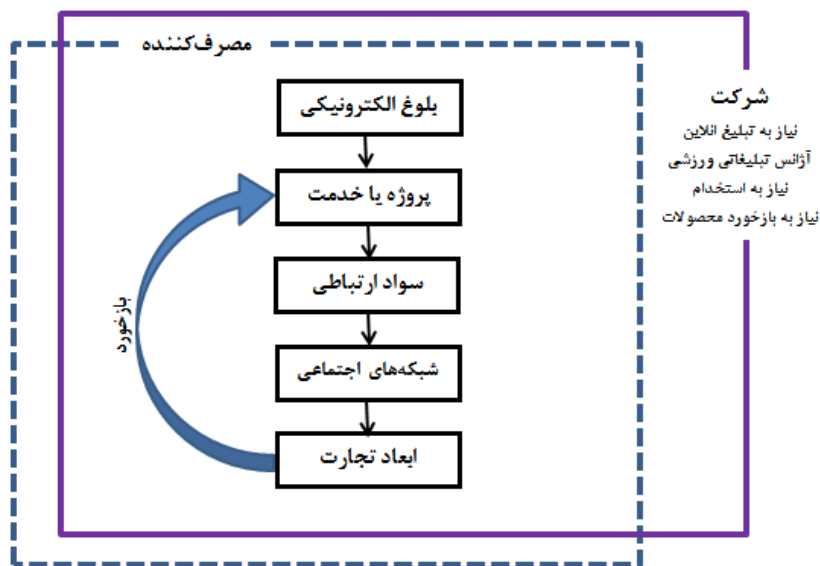 مصرف‌کننده
شرکت
نیاز به تبلیغ انلاین
آژانس تبلیغاتی ورزشی
نیاز به استخدام
نیاز به بازخورد محصولات
بلوغ الکترونیکی
پروژه یا خدمت
سواد ارتباطی
شبکه‌های اجتماعی
ابعاد تجارت
بازخورد